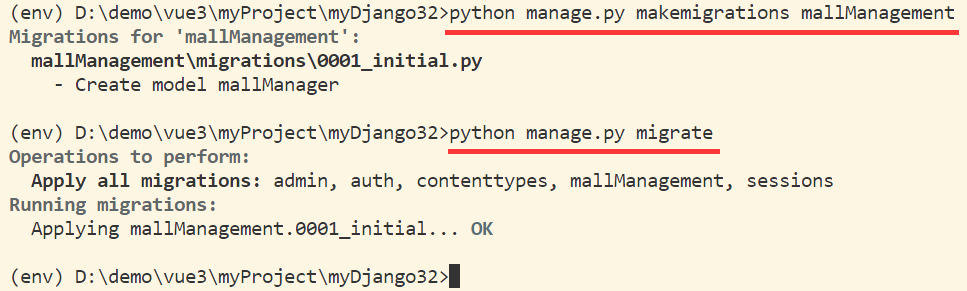 (env) D:\demo\vue3\myProject\myDjango32>python manage.py makemigrations mallManagement
Migrations for 'mallManagement':
  mallManagement\migrations\0001_initial.py
    - Create model mallManager
(env) D:\demo\vue3\myProject\myDjango32>python manage.py migrate
Operations to perform:
  Apply all migrations: admin, auth, contenttypes, mallManagement, sessions
Running migrations:
  Applying mallManagement.0001_initial... OK
(env) D:\demo\vue3\myProject\myDjango32>